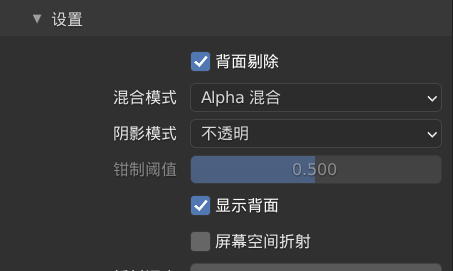 设置
背面剔除
混合模式 Alpha 混合
阴影模式 不透明
钳制阈值 0.500
显示背面
屏幕空间折射